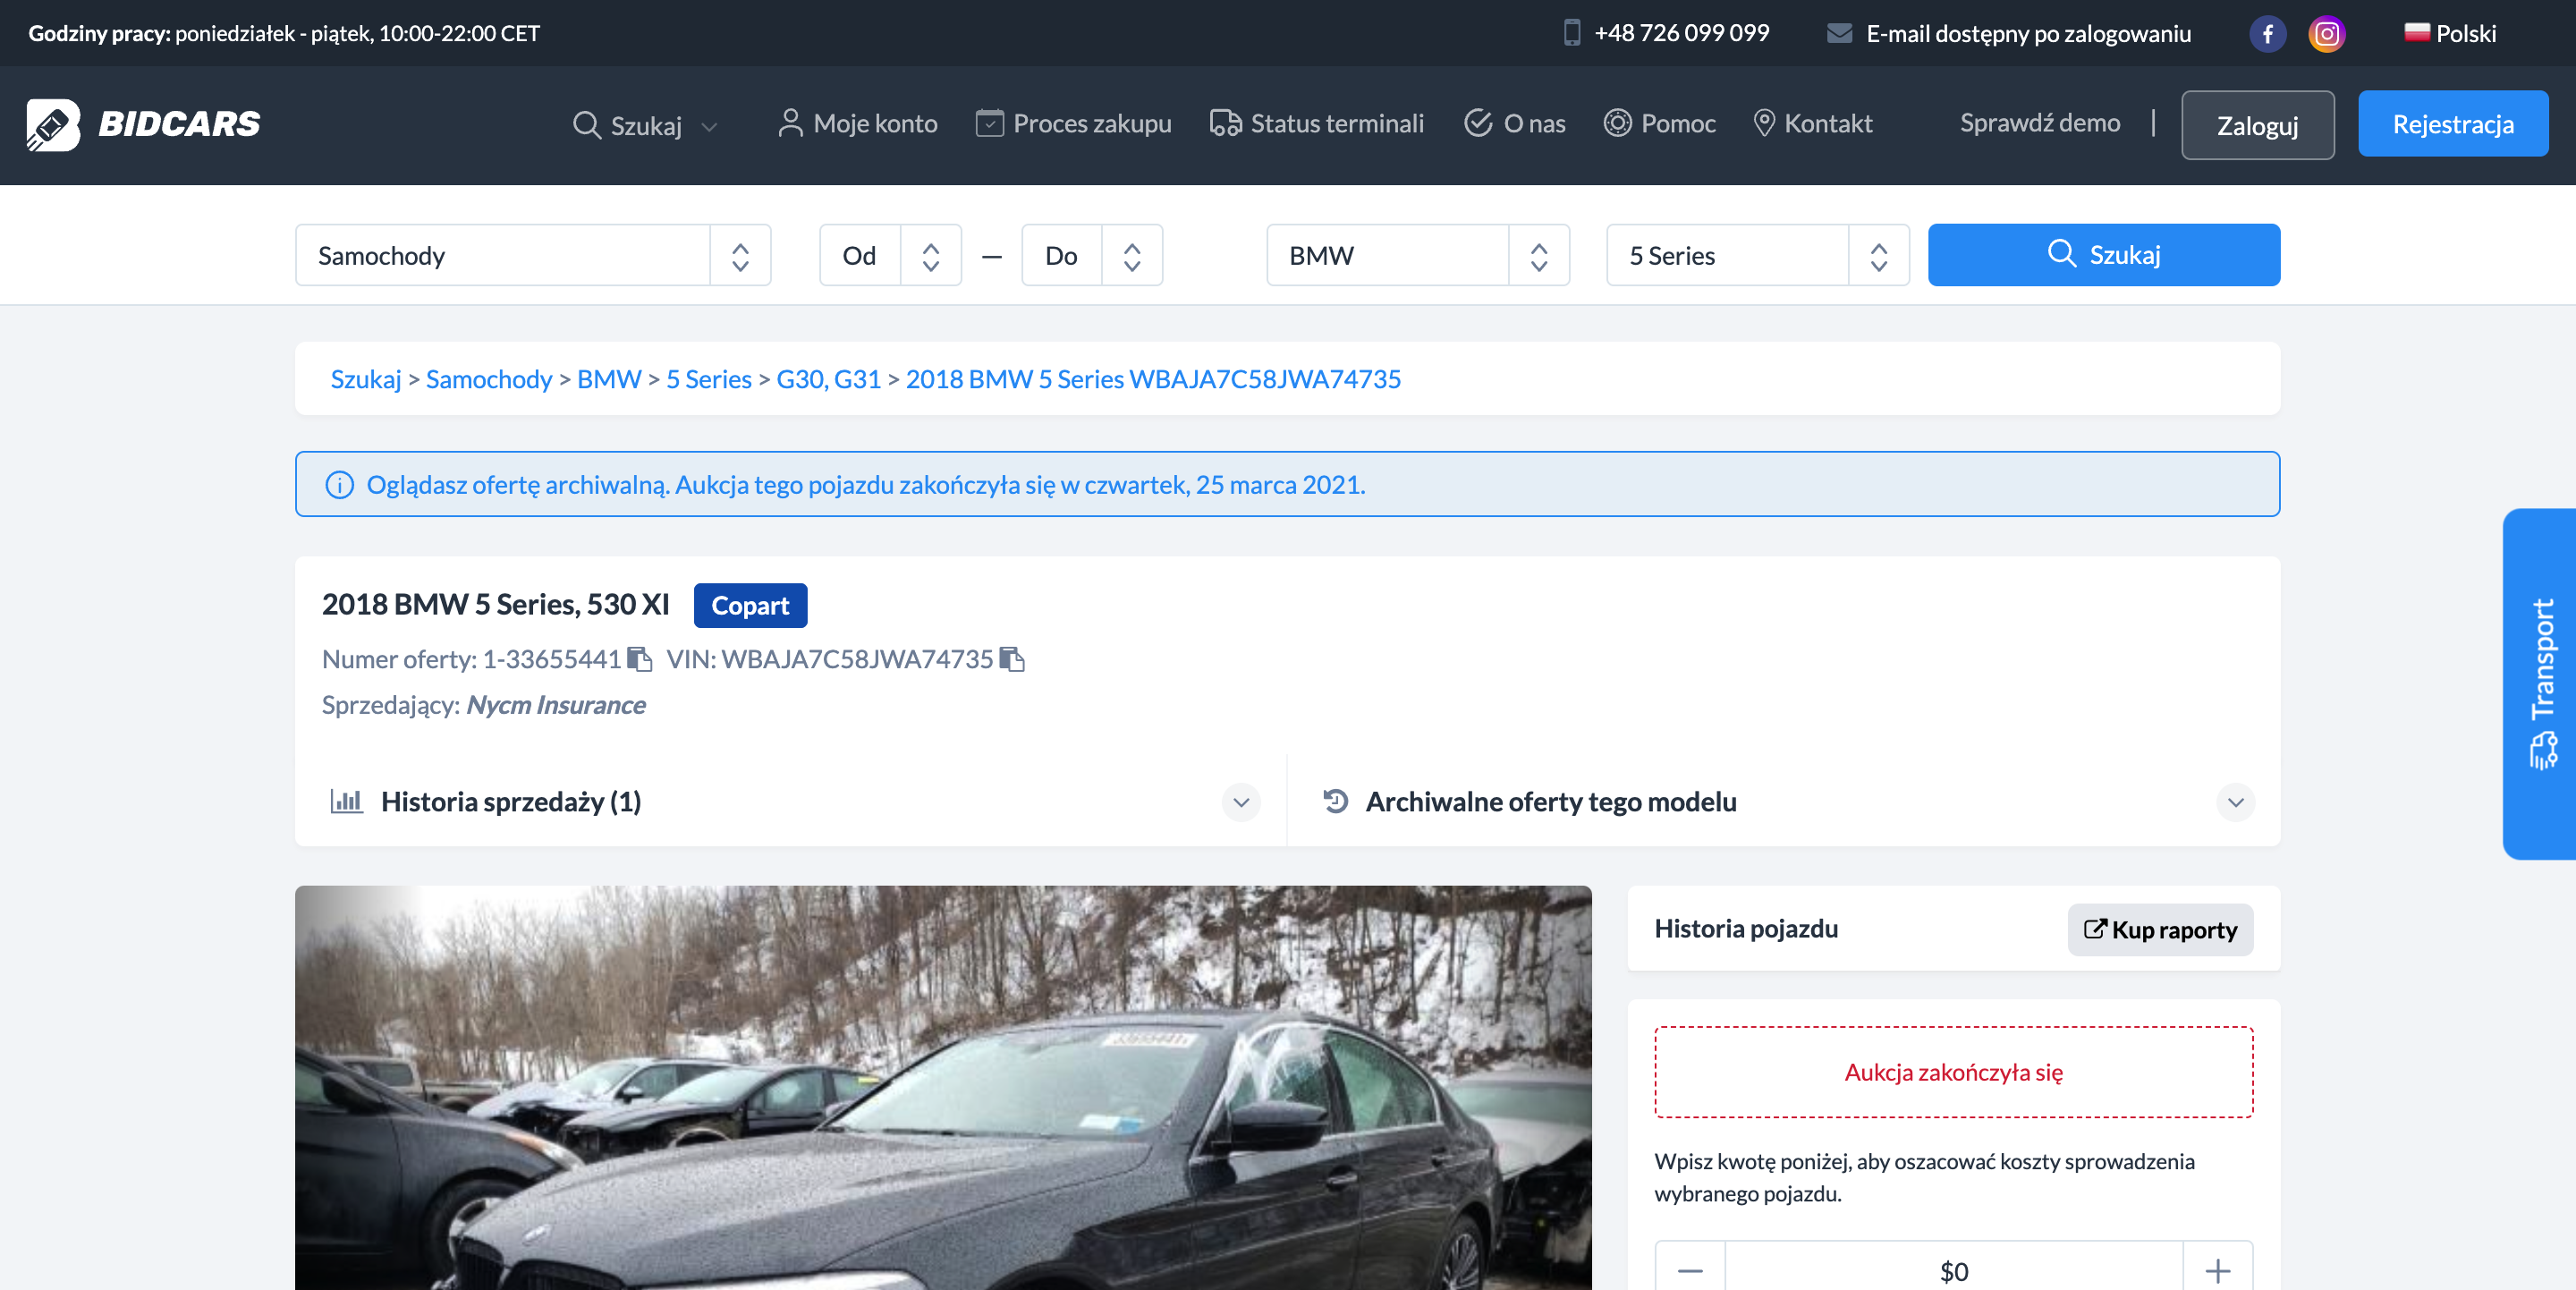 Godziny pracy: poniedziałek - piątek, 10:00-22:00 CET
+48 726 099 099
E-mail dostępny po zalogowaniu
Polski
BIDCARS
Szukaj
Moje konto
Proces zakupu
Status terminali
O nas
Pomoc
Kontakt
Sprawdź demo
|
Zaloguj
Rejestracja
Samochody
Od
—
Do
BMW
5 Series
Szukaj
Szukaj > Samochody > BMW > 5 Series > G30, G31 > 2018 BMW 5 Series WBAJA7C58JWA74735
Oglądasz ofertę archiwalną. Aukcja tego pojazdu zakończyła się w czwartek, 25 marca 2021.
2018 BMW 5 Series, 530 XI
Copart
Numer oferty: 1-33655441 VIN: WBAJA7C58JWA74735
Sprzedający: Nycm Insurance
Historia sprzedaży (1)
Archiwalne oferty tego modelu
Transport
Historia pojazdu
Kup raporty
Aukcja zakończyła się
Wpisz kwotę poniżej, aby oszacować koszty sprowadzenia
wybranego pojazdu.
$0